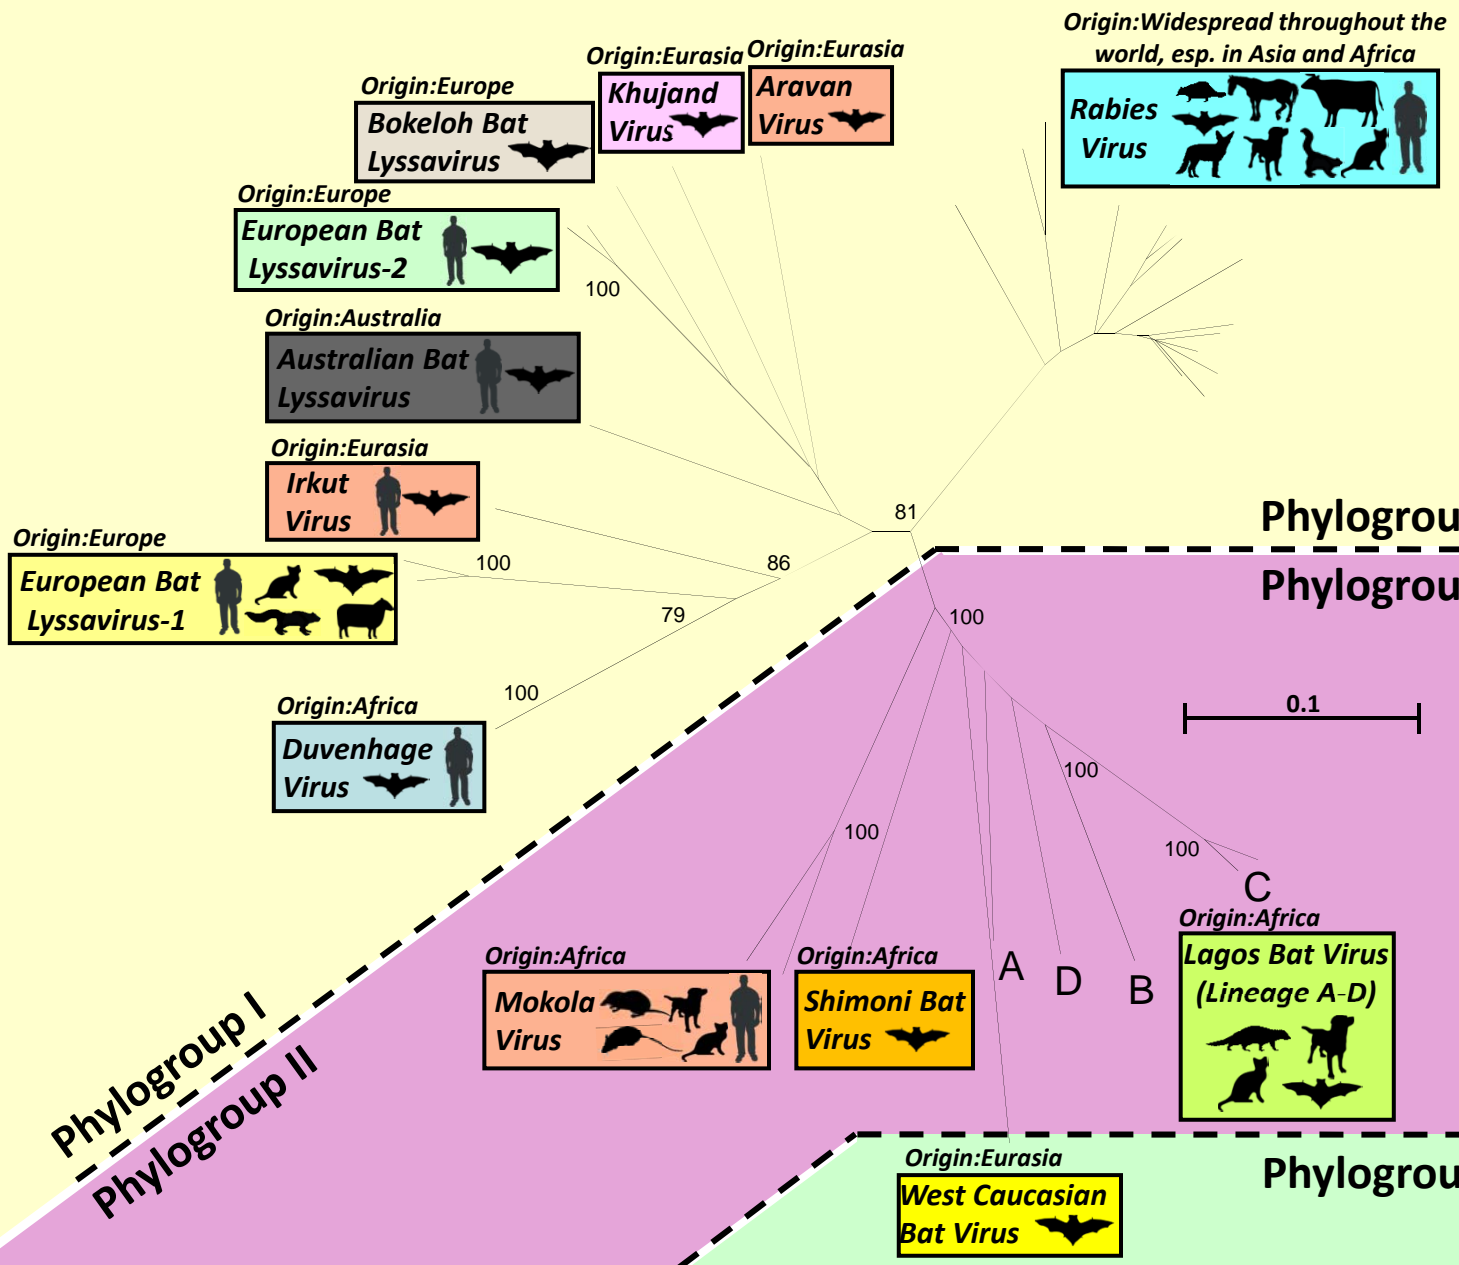 Origin:Widespread throughout the
world, esp. in Asia and Africa
Rabies
Virus
Origin:Eurasia
Khujand
Virus
Origin:Eurasia
Aravan
Virus
Origin:Europe
Bokeloh Bat
Lyssavirus
Origin:Europe
European Bat
Lyssavirus-2
100
Origin:Australia
Australian Bat
Lyssavirus
Origin:Eurasia
Irkut
Virus
81
86
Origin:Europe
European Bat
Lyssavirus-1
100
79
100
Origin:Africa
Duvenhage
Virus
Phylogrou
Phylogrou
100
0.1
100
100
100
C
A
D
B
Origin:Africa
Mokola
Virus
Origin:Africa
Shimoni Bat
Virus
Origin:Africa
Lagos Bat Virus
(Lineage A-D)
Phylogroup I
Phylogroup II
Origin:Eurasia
West Caucasian
Bat Virus
Phylogrou